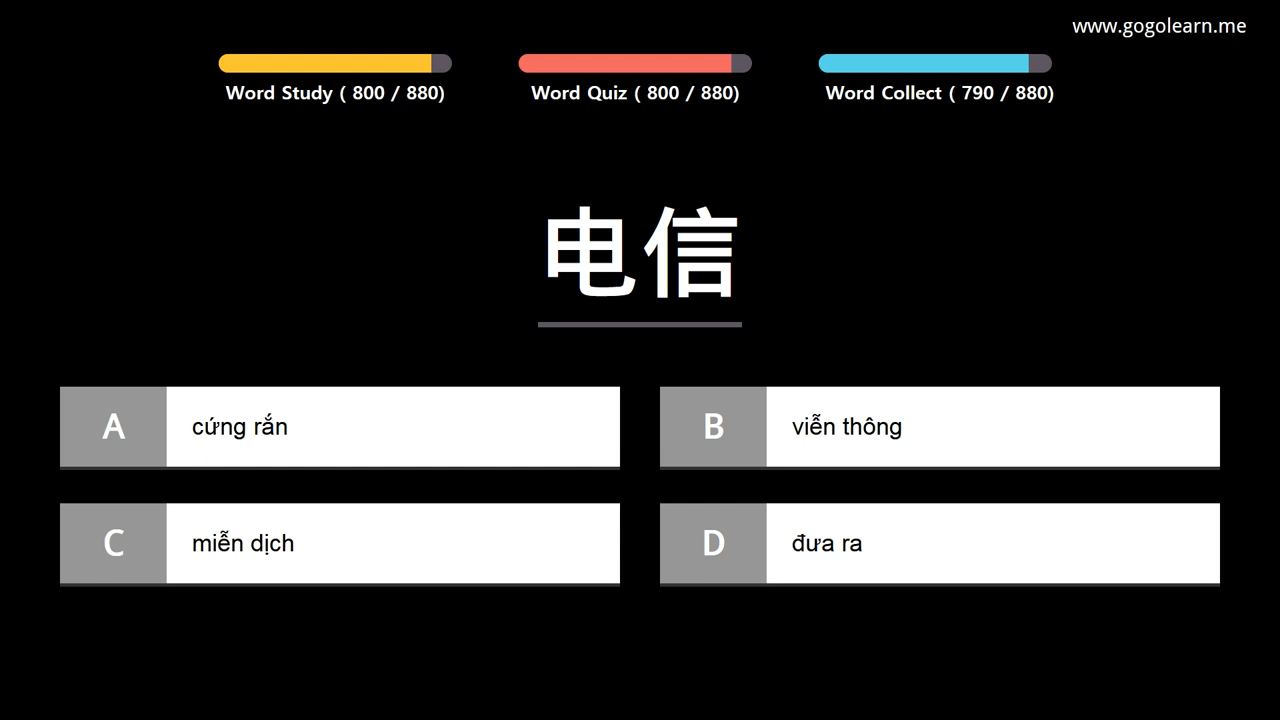 www.gogolearn.me
Word Study ( 800 / 880)
Word Quiz ( 800 / 880)
Word Collect ( 790 / 880)
电信
A cứng rắn
B viễn thông
C miễn dịch
D đưa ra